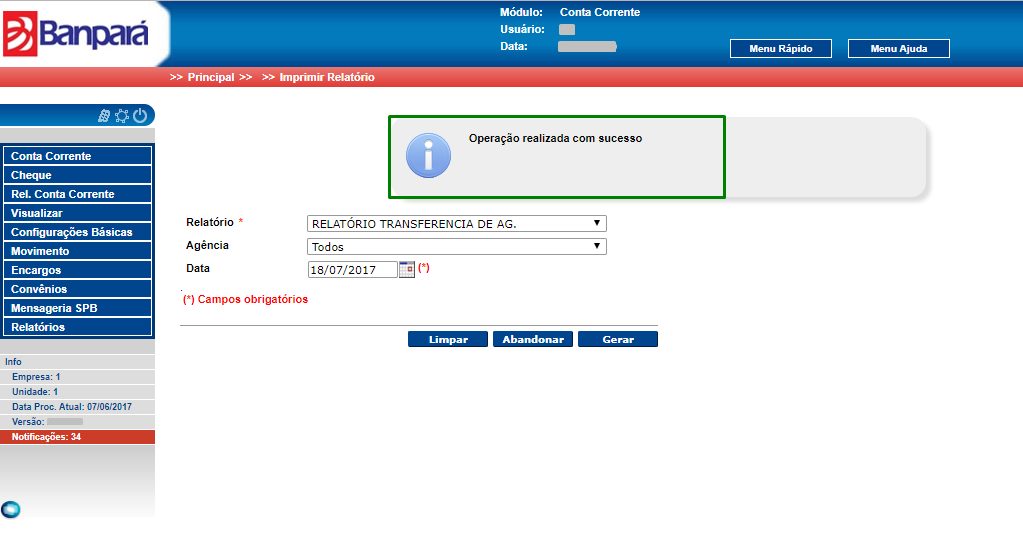 Banpará
Módulo: Conta Corrente
Usuário:
Data:
Menu Rápido Menu Ajuda
>> Principal >> >> Imprimir Relatório
Conta Corrente
Cheque
Rel. Conta Corrente
Visualizar
Configurações Básicas
Movimento
Encargos
Convênios
Mensageria SPB
Relatórios
Info
Empresa: 1
Unidade: 1
Data Proc. Atual: 07/06/2017
Versão:
Notificações: 34
Operação realizada com sucesso
Relatório * RELATÓRIO TRANSFERENCIA DE AG.
Agência Todos
Data 18/07/2017 (*)
(*) Campos obrigatórios
Limpar Abandonar Gerar